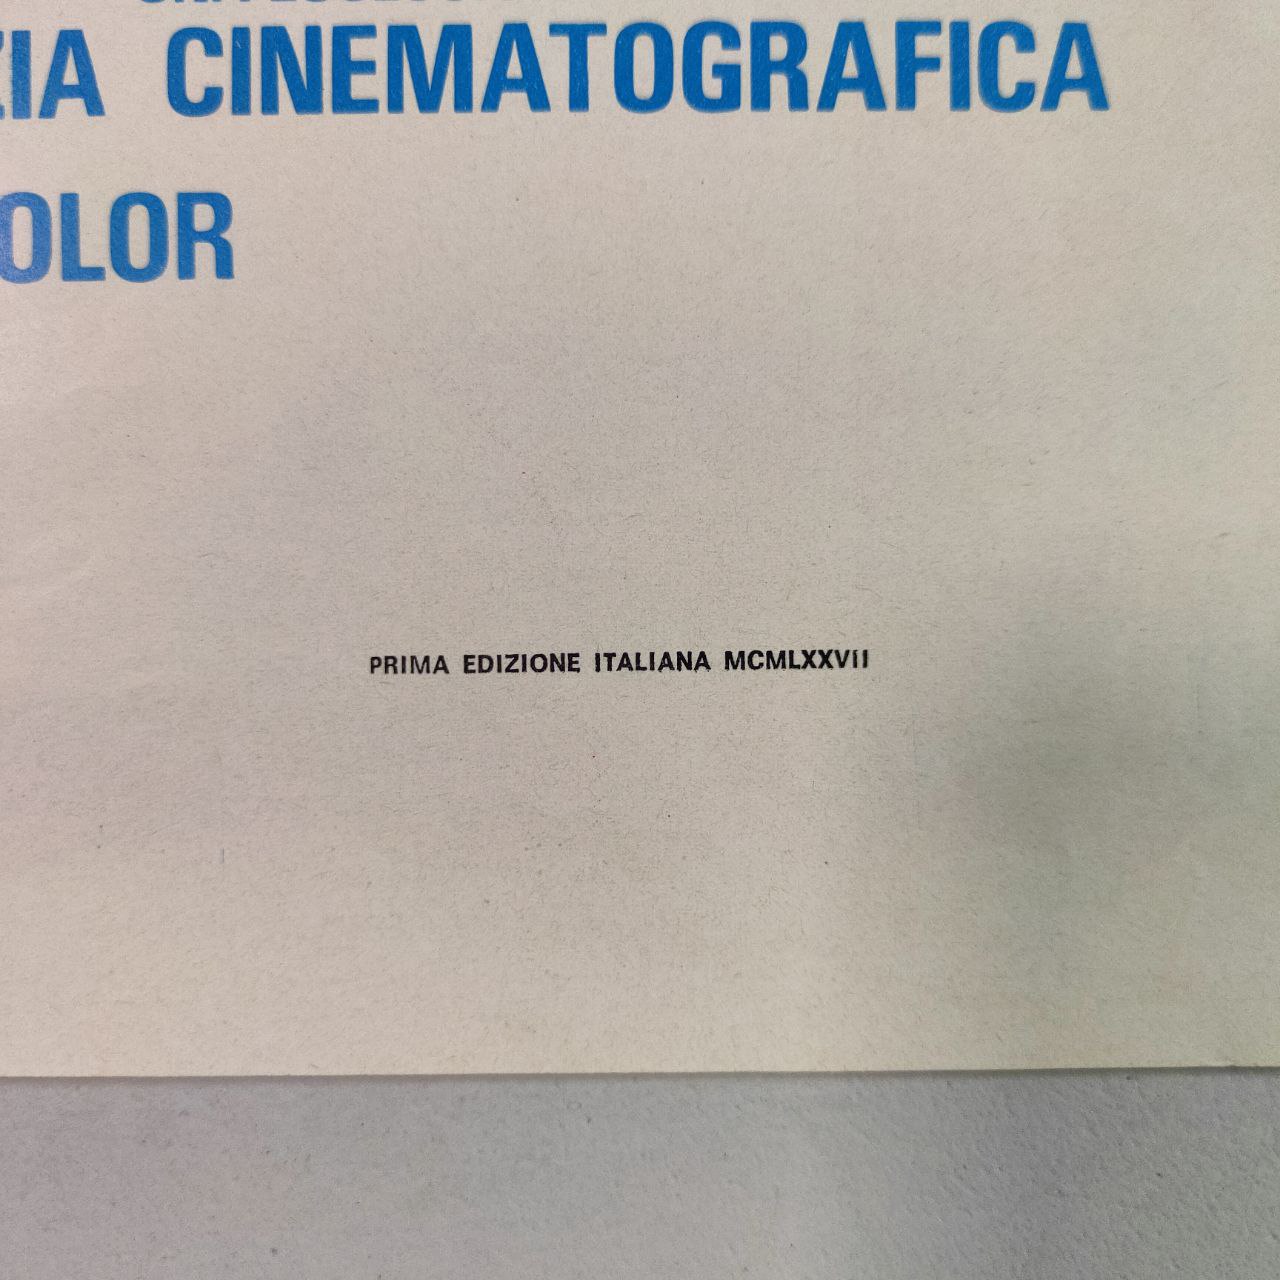 ZIA CINEMATOGRAFICA
OLOR
PRIMA EDIZIONE ITALIANA MCMLXXVII